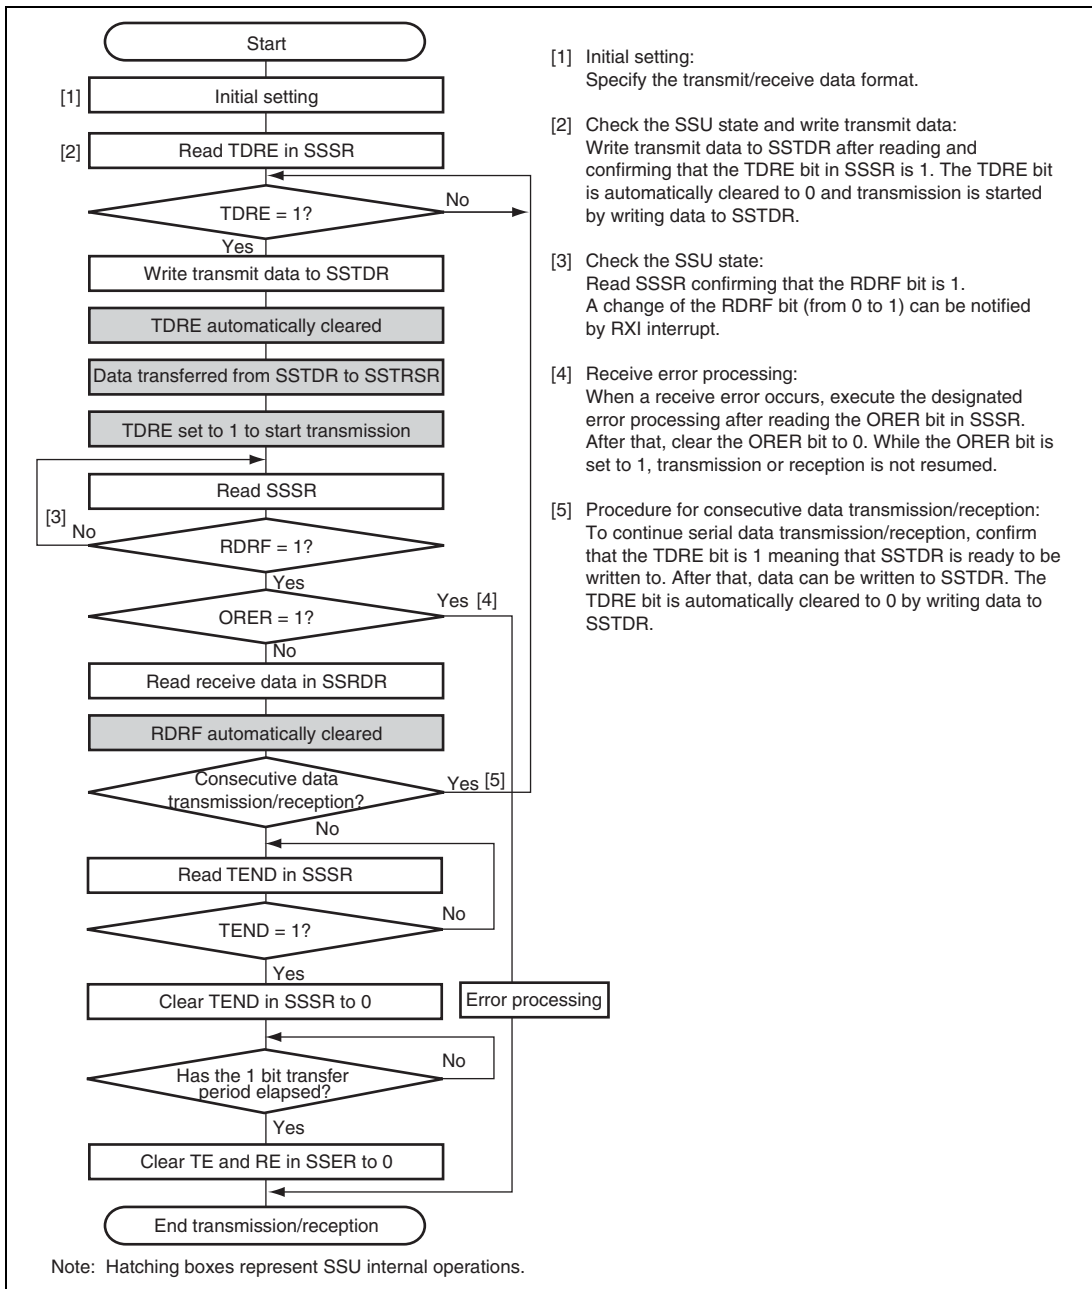 Start
[1] Initial setting
[2] Read TDRE in SSSR
TDRE = 1?
No
Yes
Write transmit data to SSTDR
TDRE automatically cleared
Data transferred from SSTDR to SSTRSR
TDRE set to 1 to start transmission
Read SSSR
[3]
No
RDRF = 1?
Yes
ORER = 1?
Yes [4]
No
Read receive data in SSRDR
RDRF automatically cleared
Consecutive data
transmission/reception?
Yes [5]
No
Read TEND in SSSR
TEND = 1?
No
Yes
Clear TEND in SSSR to 0
Error processing
Has the 1 bit transfer
period elapsed?
No
Yes
Clear TE and RE in SSER to 0
End transmission/reception
[1] Initial setting:
Specify the transmit/receive data format.
[2] Check the SSU state and write transmit data:
Write transmit data to SSTDR after reading and
confirming that the TDRE bit in SSSR is 1. The TDRE bit
is automatically cleared to 0 and transmission is started
by writing data to SSTDR.
[3] Check the SSU state:
Read SSSR confirming that the RDRF bit is 1.
A change of the RDRF bit (from 0 to 1) can be notified
by RXI interrupt.
[4] Receive error processing:
When a receive error occurs, execute the designated
error processing after reading the ORER bit in SSSR.
After that, clear the ORER bit to 0. While the ORER bit is
set to 1, transmission or reception is not resumed.
[5] Procedure for consecutive data transmission/reception:
To continue serial data transmission/reception, confirm
that the TDRE bit is 1 meaning that SSTDR is ready to be
written to. After that, data can be written to SSTDR. The
TDRE bit is automatically cleared to 0 by writing data to
SSTDR.
Note: Hatching boxes represent SSU internal operations.